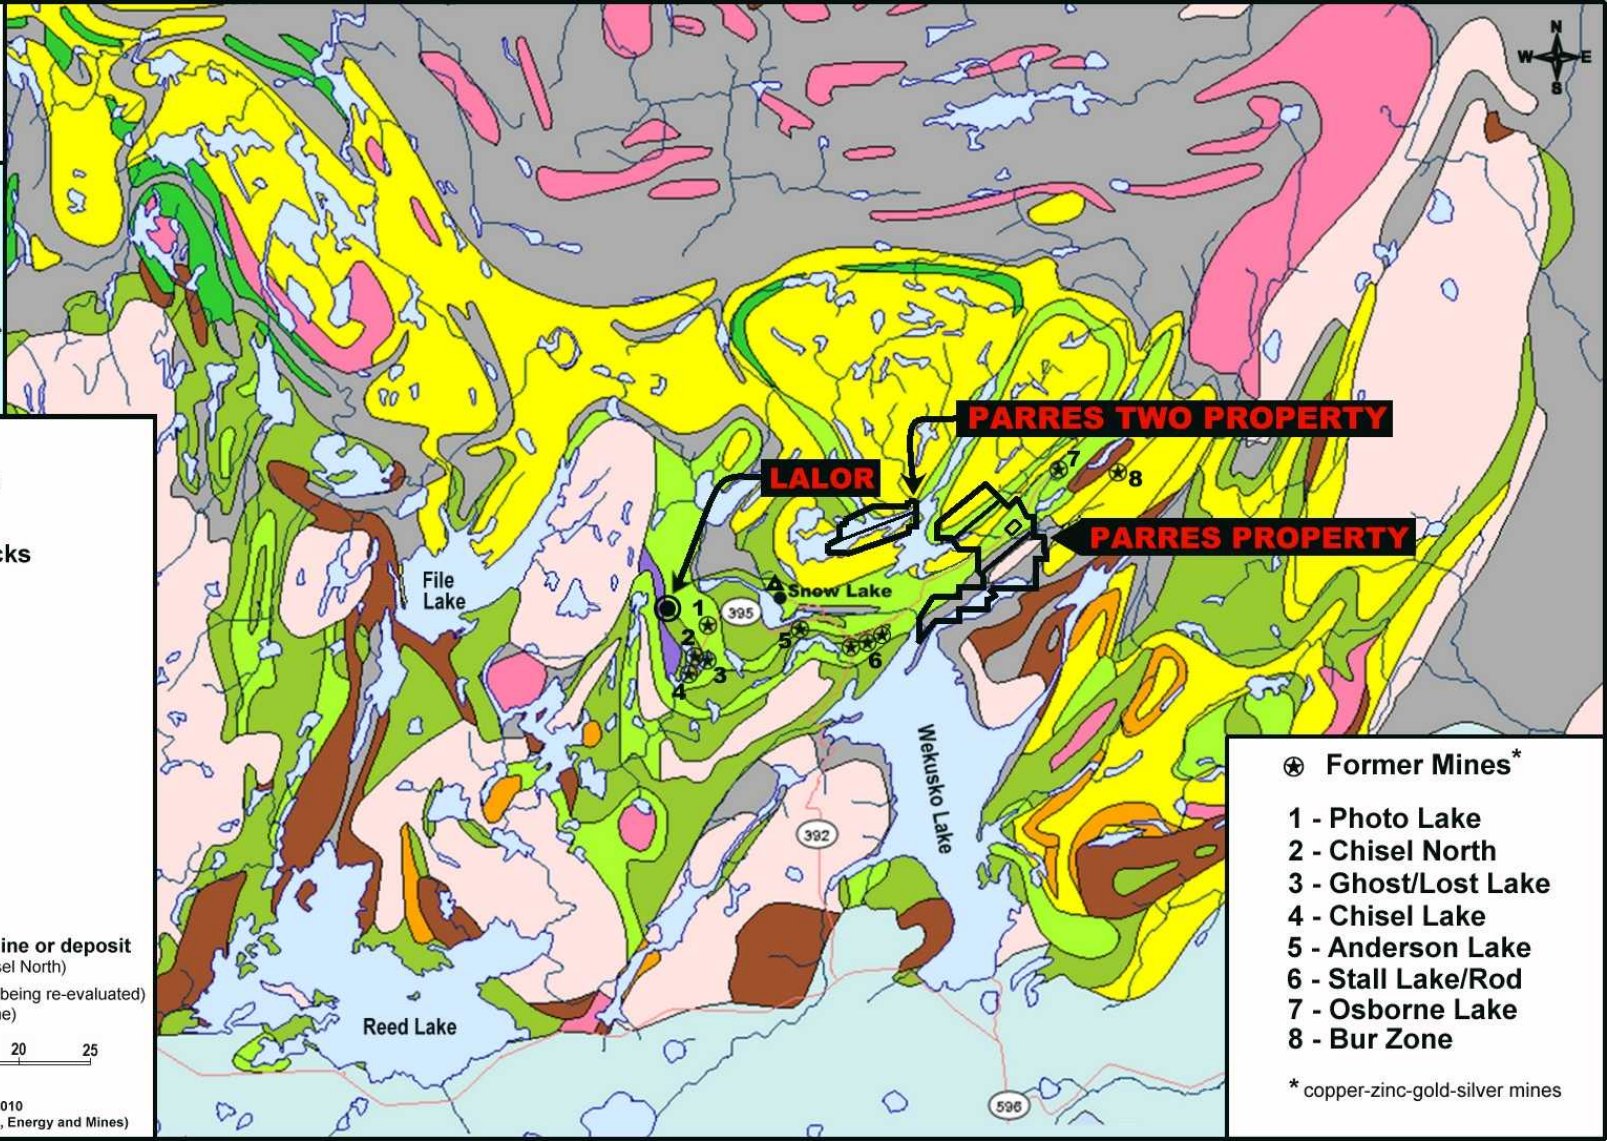 N
W E
S
PARRES TWO PROPERTY
7
8
LALOR
PARRES PROPERTY
cks
File
Lake
Snow Lake
1
395
2
5
3
6
4
Wekusko Lake
392
ine or deposit
sel North)
being re-evaluated)
ne)
20 25
010
, Energy and Mines)
Reed Lake
596
Former Mines*
1 - Photo Lake
2 - Chisel North
3 - Ghost/Lost Lake
4 - Chisel Lake
5 - Anderson Lake
6 - Stall Lake/Rod
7 - Osborne Lake
8 - Bur Zone
* copper-zinc-gold-silver mines